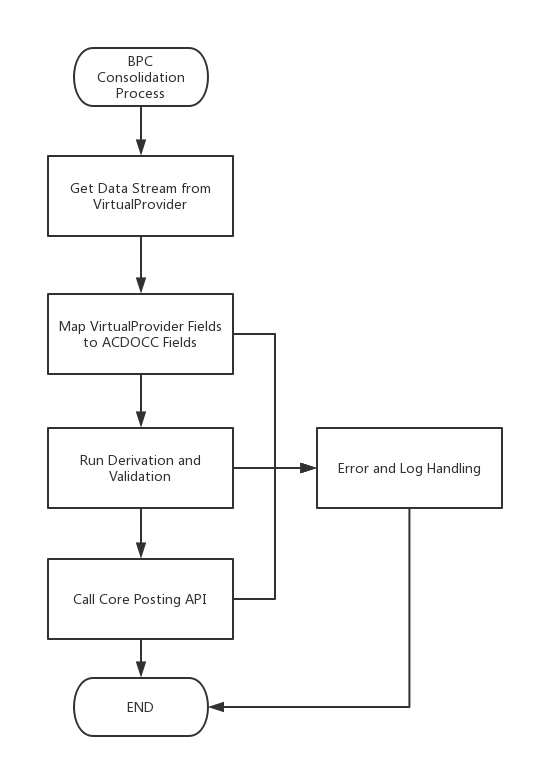 BPC
Consolidation
Process
Get Data Stream from
VirtualProvider
Map VirtualProvider Fields
to ACDOCC Fields
Run Derivation and
Validation
Error and Log Handling
Call Core Posting API
END